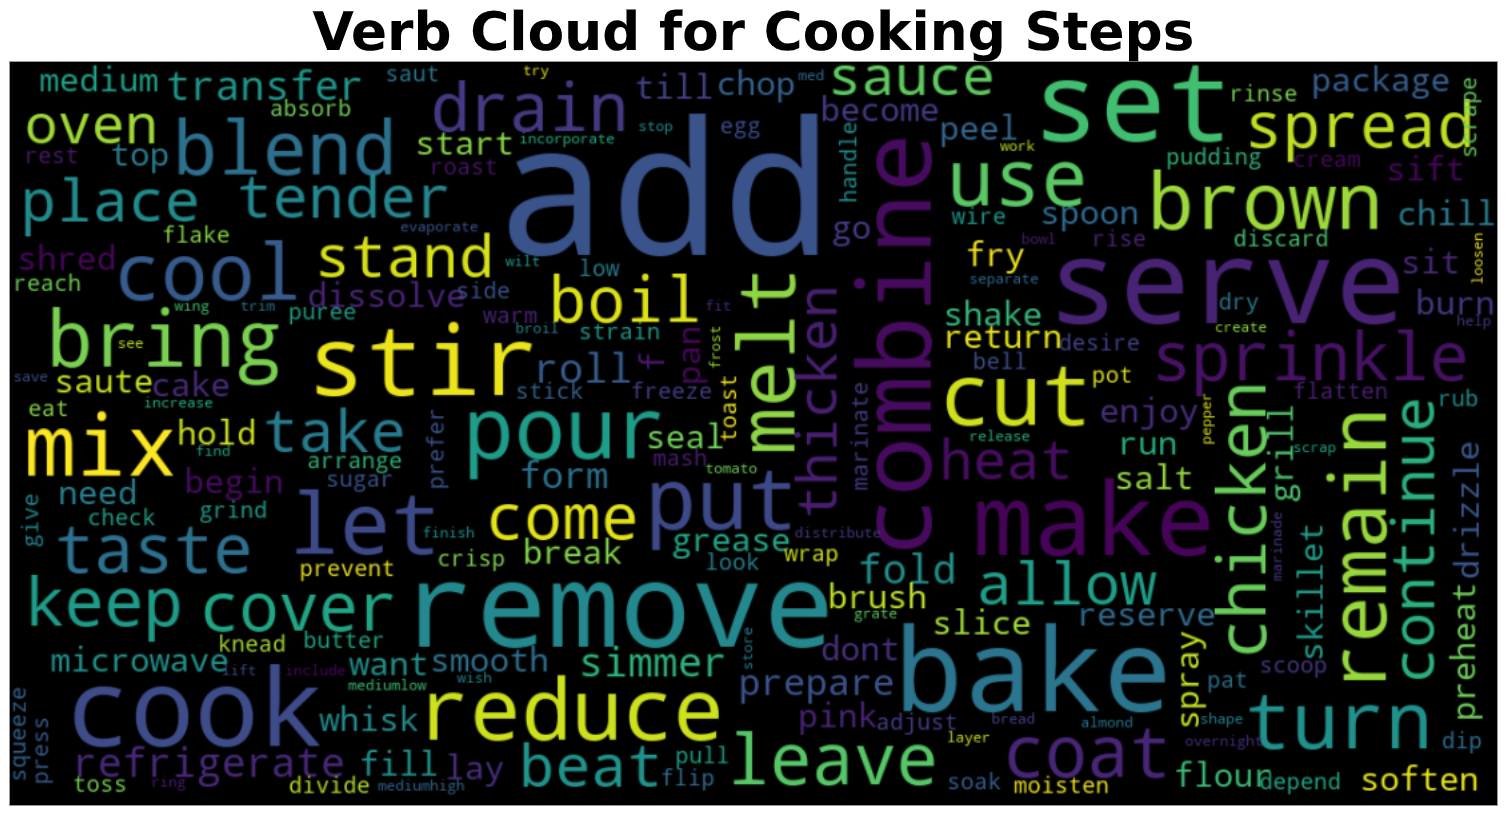 Verb Cloud for Cooking Steps
medium transfer saut try drain till chop med sauce set rinse package scrape
oven absorb start incorporate stop egg become peel spread
rest top blend roast add handle work use pudding cream sift
place tender evaporate go combine wire spoon brown chill
shred flake cool stand wilt low fry bowl rise discard sit loosen
reach dissolve side boil melt separate serve dry burn
wing trim puree warm broil strain fit thicken shake create help
bring see stir roll f pan frost return desire sprinkle
save saute cake stick freeze toast marinate bell cut pot flatten rub
eat increase prefer pour seal enjoy pepper chicken grill remain continue
mix hold take arrange mash tomato release run scrap drizzle
find begin sugar form put heat salt
give need check grind let come grease distribute make marinade skillet
taste finish crisp break look wrap fold allow preheat
prevent remove brush reserve
keep cover grate slice
knead butter store dont bake spray scoop
microwave lift include want smooth simmer prepare pat
cook mediumlow wish reduce pink adjust bread almond shape turn
squeeze press whisk layer coat overnight dip
refrigerate fill lay beat pull leave flour
toss ring divide mediumhigh flip soak moisten depend soften